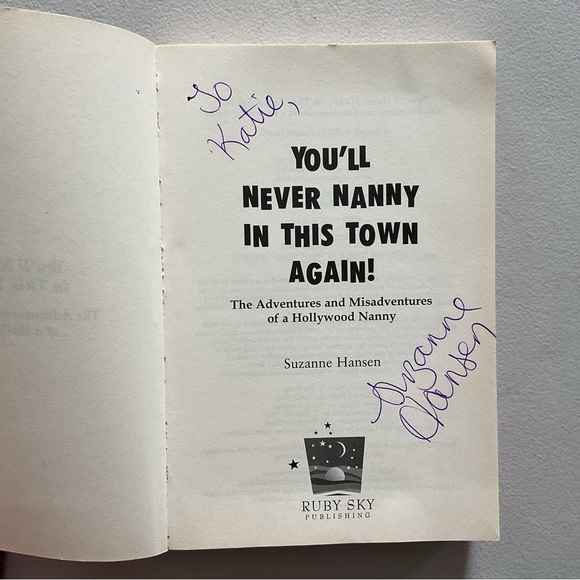 To
Katie,
YOU'LL
NEVER NANNY
IN THIS TOWN
AGAIN!
The Adventures and Misadventures
of a Hollywood Nanny
Suzanne Hansen
Suzanne
Hansen
RUBY SKY
PUBLISHING